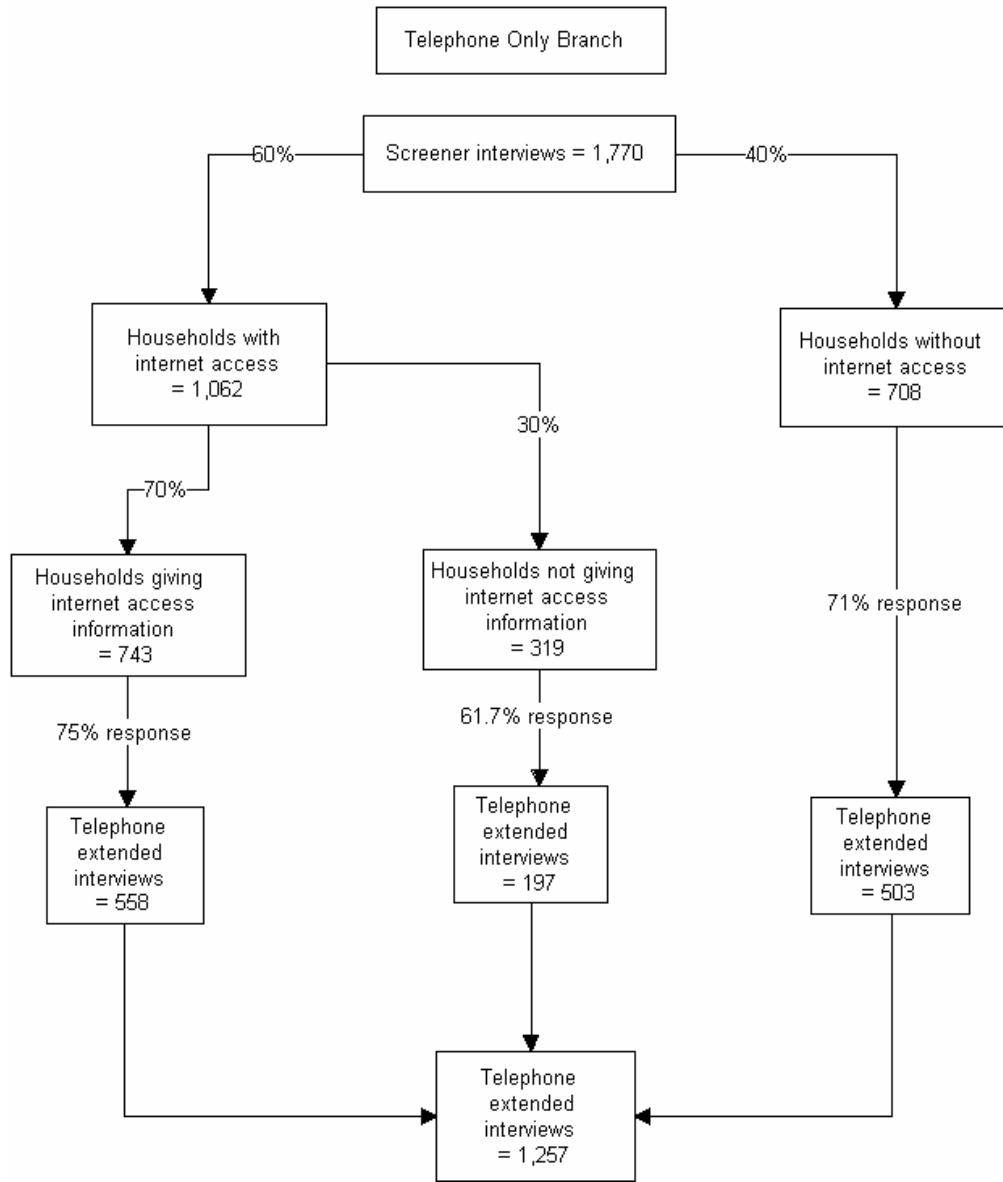 Telephone Only Branch
Screener interviews = 1,770
60%
40%
Households with
internet access
= 1,062
Households without
internet access
= 708
30%
70%
Households giving
internet access
information
= 743
Households not giving
internet access
information
= 319
71% response
75% response
61.7% response
Telephone
extended
interviews
= 558
Telephone
extended
interviews
= 197
Telephone
extended
interviews
= 503
Telephone
extended
interviews
= 1,257